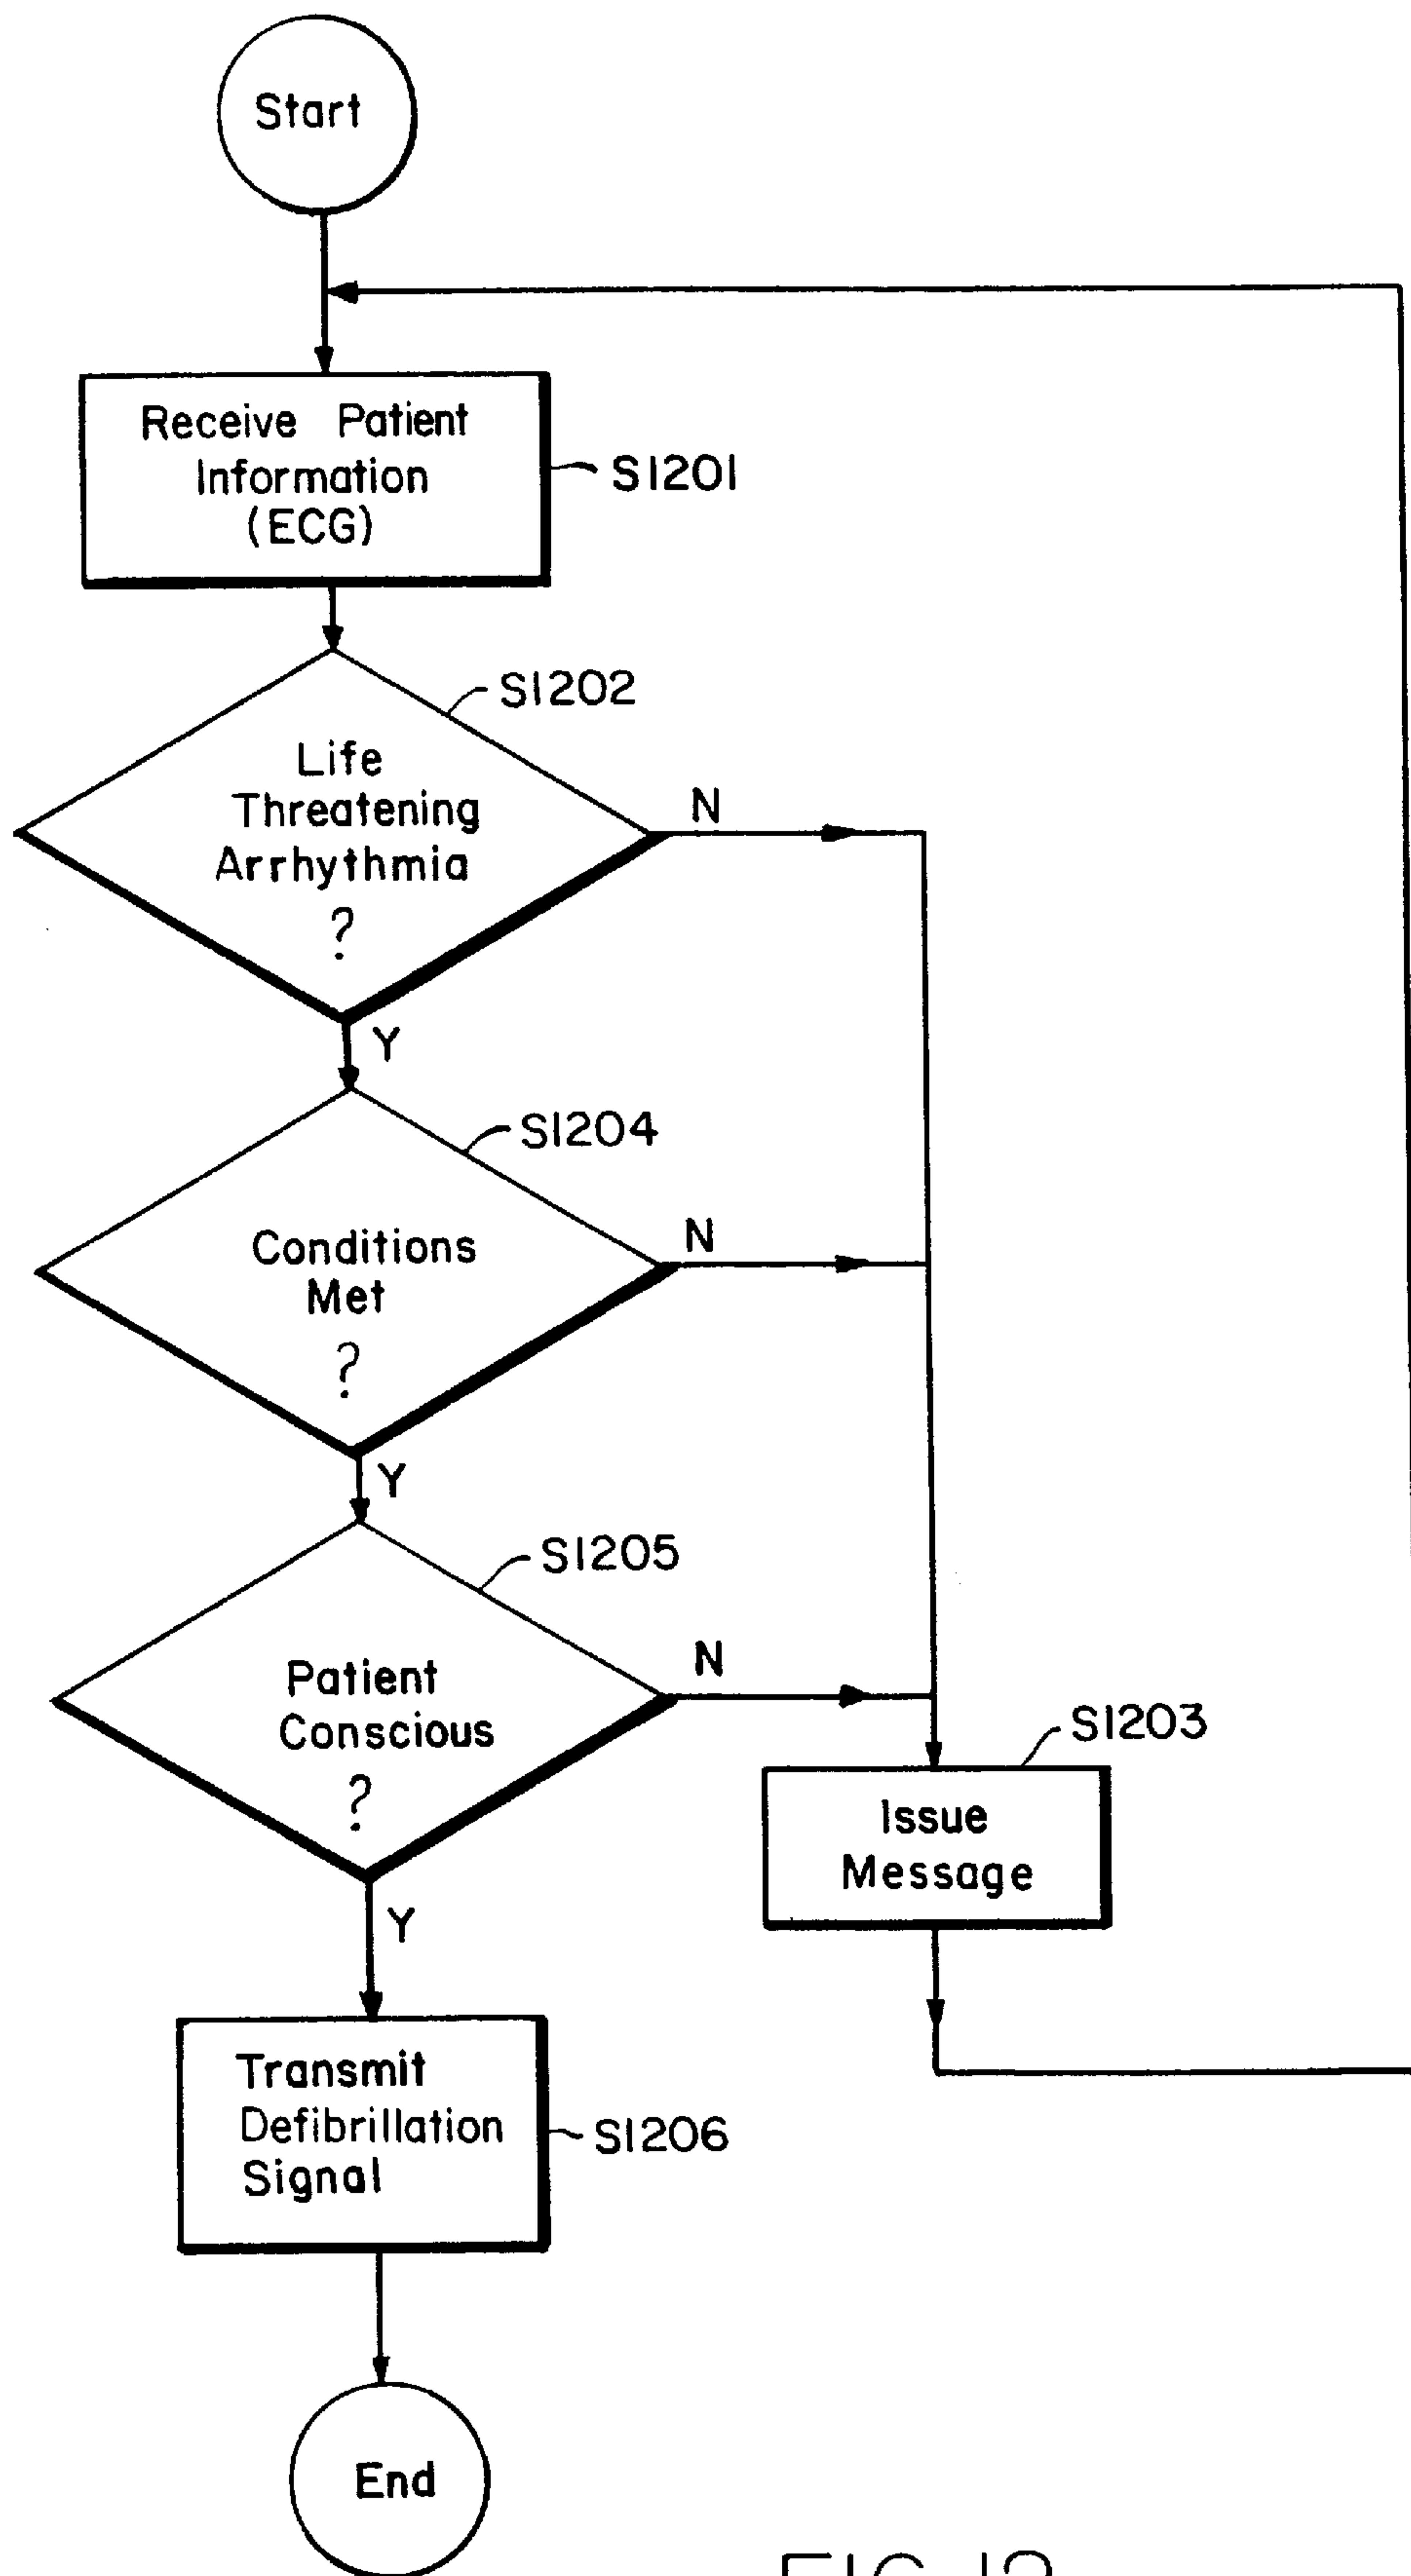 Start
Receive Patient
Information
(ECG)
S1201
S1202
Life
Threatening
Arrhythmia
?
N
Y
S1204
Conditions
Met
?
N
Y
S1205
Patient
Conscious
?
N
Y
S1203
Issue
Message
Transmit
Defibrillation
Signal
S1206
End